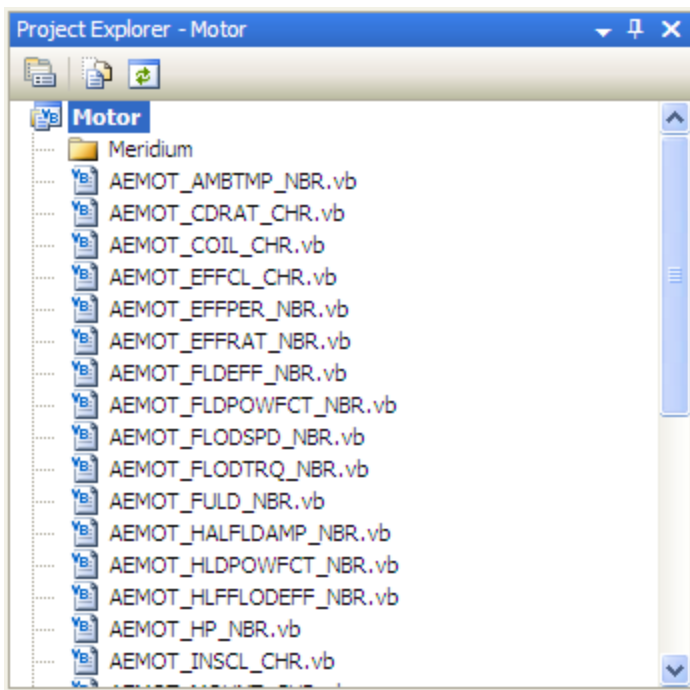 Project Explorer - Motor
Motor
Meridium
AEMOT_AMBTMP_NBR.vb
AEMOT_CDRAT_CHR.vb
AEMOT_COIL_CHR.vb
AEMOT_EFFCL_CHR.vb
AEMOT_EFFPER_NBR.vb
AEMOT_EFFRAT_NBR.vb
AEMOT_FLDEFF_NBR.vb
AEMOT_FLDPOWFCT_NBR.vb
AEMOT_FLODSPD_NBR.vb
AEMOT_FLODTRQ_NBR.vb
AEMOT_FULD_NBR.vb
AEMOT_HALFLDAMP_NBR.vb
AEMOT_HLDPOWFCT_NBR.vb
AEMOT_HLFFLODEFF_NBR.vb
AEMOT_HP_NBR.vb
AEMOT_INSCL_CHR.vb